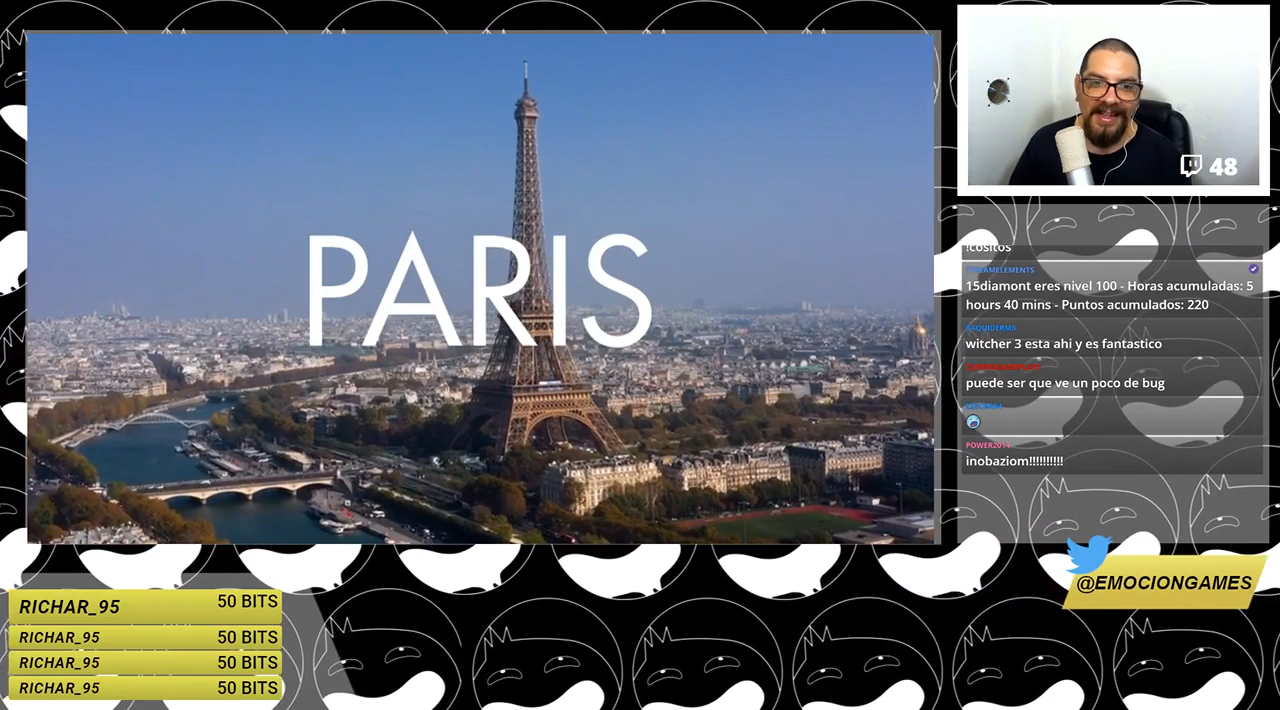 PARIS
48
!cositos
STREAMELEMENTS
15diamont eres nivel 100 - Horas acumuladas: 5
hours 40 mins - Puntos acumulados: 220
witcher 3 esta ahi y es fantastico
puede ser que ve un poco de bug
POWER2014
inobaziom!!!!!!!!!!
@EMOCIONGAMES
RICHAR_95 50 BITS
RICHAR_95 50 BITS
RICHAR_95 50 BITS
RICHAR_95 50 BITS